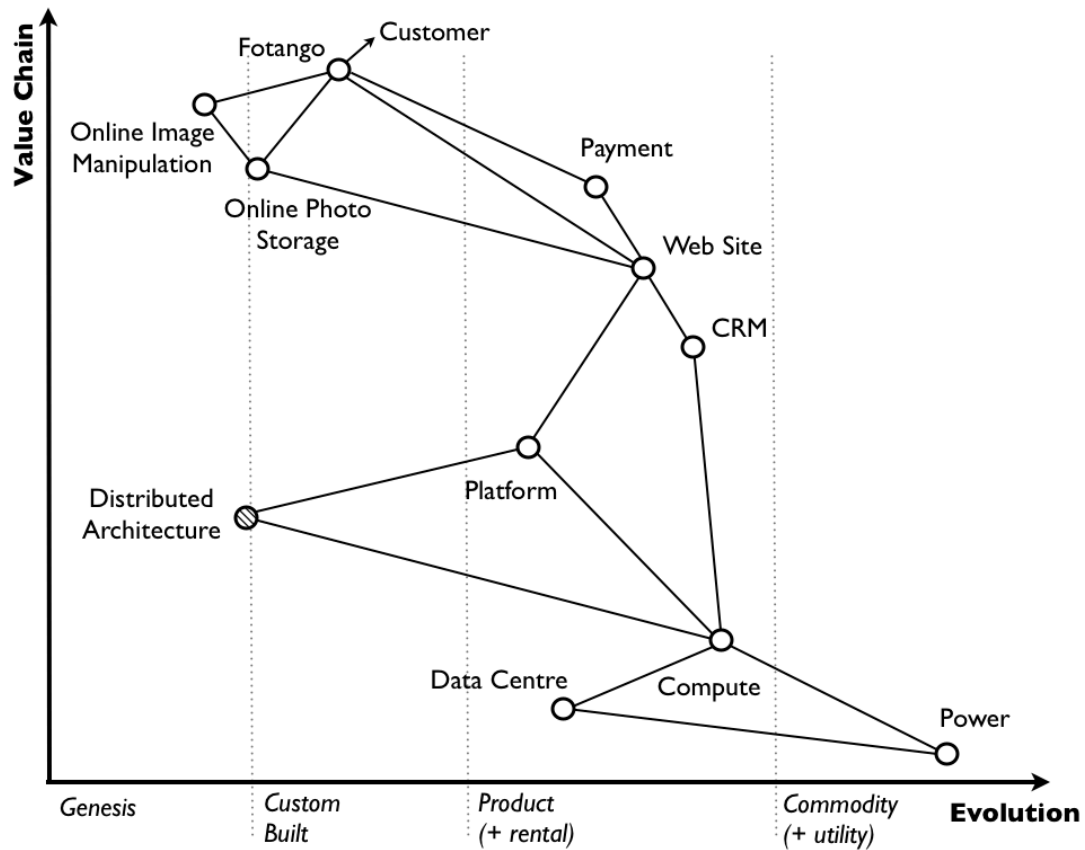 Value Chain
Fotango
Customer
Online Image
Manipulation
Payment
Online Photo
Storage
Web Site
CRM
Platform
Distributed
Architecture
Data Centre
Compute
Power
Genesis
Custom
Built
Product
(+ rental)
Commodity
(+ utility)
Evolution